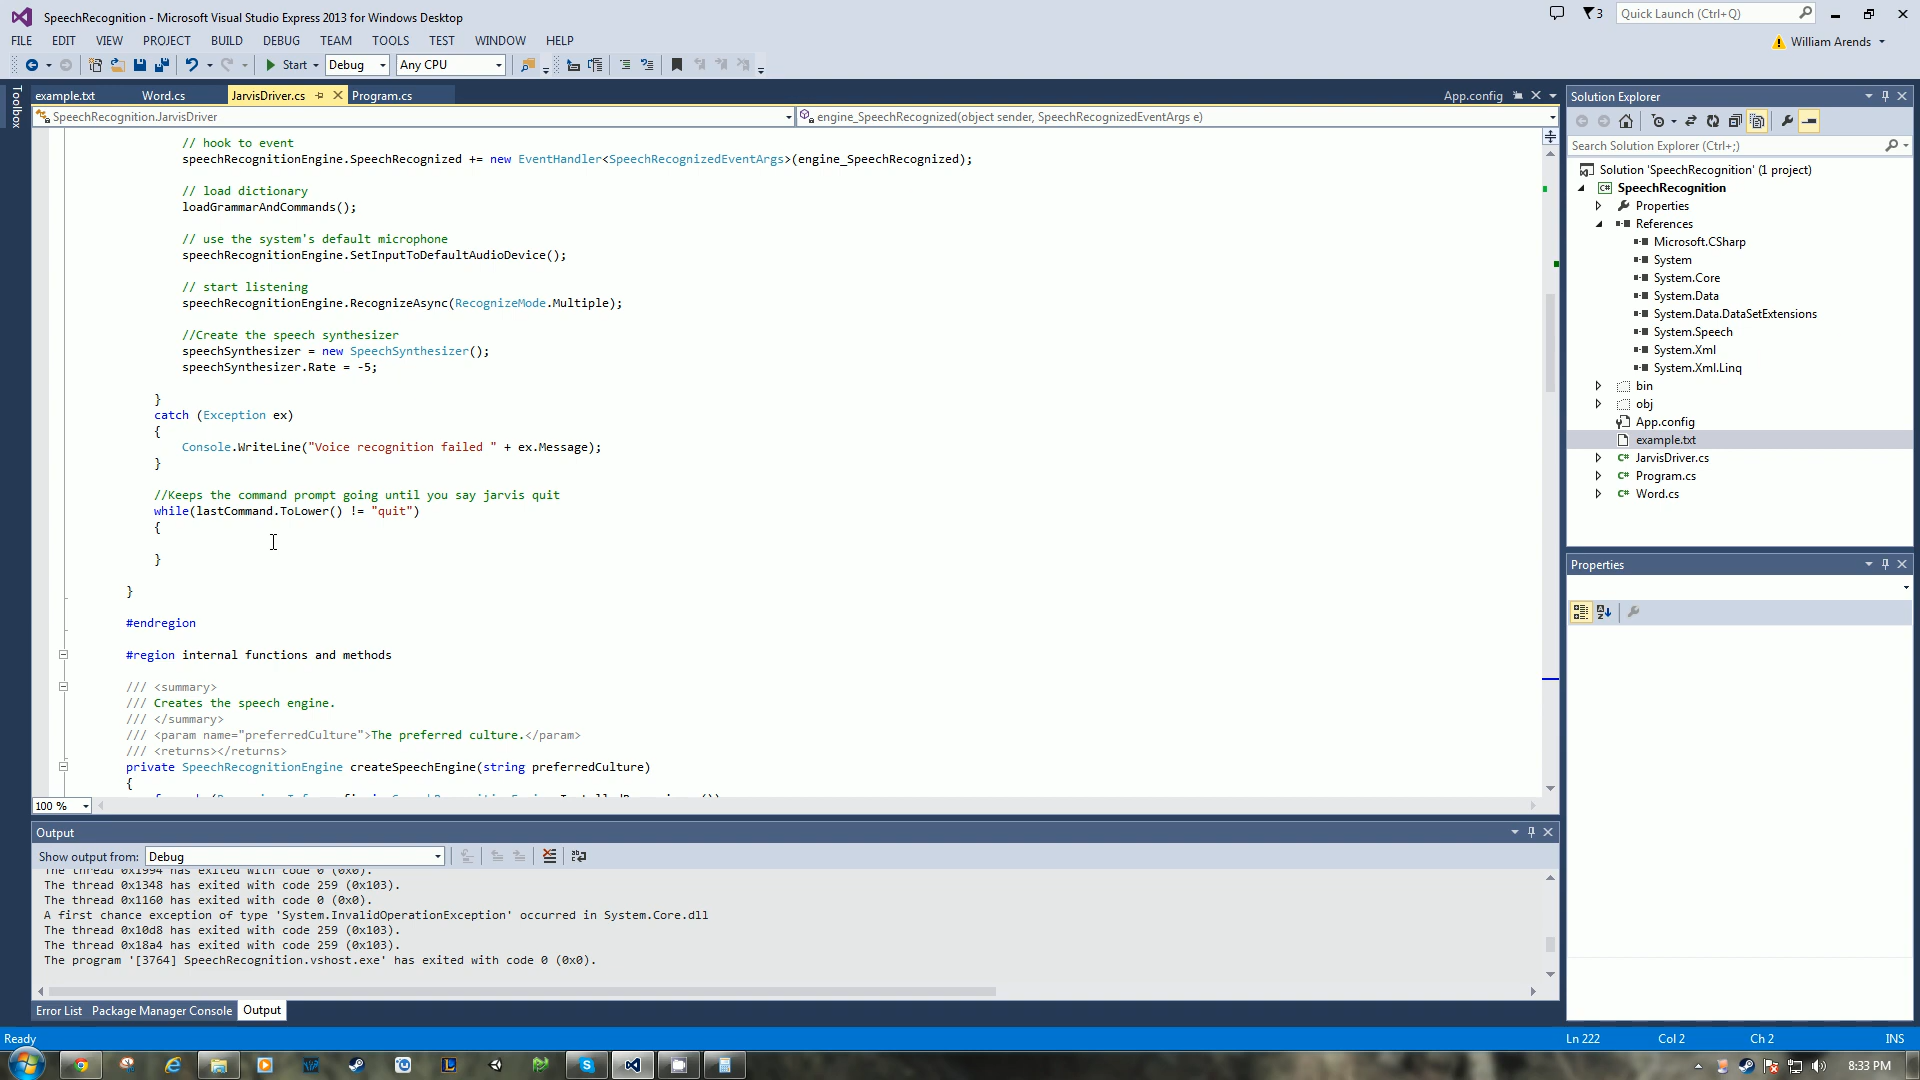 SpeechRecognition - Microsoft Visual Studio Express 2013 for Windows Desktop
3
Quick Launch (Ctrl+Q)
FILE EDIT VIEW PROJECT BUILD DEBUG TEAM TOOLS TEST WINDOW HELP
William Arends
Start Debug Any CPU
Toolbox
example.txt Word.cs JarvisDriver.cs Program.cs App.config
SpeechRecognition.JarvisDriver engine_SpeechRecognized(object sender, SpeechRecognizedEventArgs e)
// hook to event
speechRecognitionEngine.SpeechRecognized += new EventHandler<SpeechRecognizedEventArgs>(engine_SpeechRecognized);
// load dictionary
loadGrammarAndCommands();
// use the system's default microphone
speechRecognitionEngine.SetInputToDefaultAudioDevice();
// start listening
speechRecognitionEngine.RecognizeAsync(RecognizeMode.Multiple);
//Create the speech synthesizer
speechSynthesizer = new SpeechSynthesizer();
speechSynthesizer.Rate = -5;
}
catch (Exception ex)
{
Console.WriteLine("Voice recognition failed " + ex.Message);
}
//Keeps the command prompt going until you say jarvis quit
while(lastCommand.ToLower() != "quit")
{
}
}
#endregion
#region internal functions and methods
/// <summary>
/// Creates the speech engine.
/// </summary>
/// <param name="preferredCulture">The preferred culture.</param>
/// <returns></returns>
private SpeechRecognitionEngine createSpeechEngine(string preferredCulture)
{
100 %
Output
Show output from: Debug
The thread 0x1994 has exited with code 0 (0x0).
The thread 0x1348 has exited with code 259 (0x103).
The thread 0x1160 has exited with code 0 (0x0).
A first chance exception of type 'System.InvalidOperationException' occurred in System.Core.dll
The thread 0x10d8 has exited with code 259 (0x103).
The thread 0x18a4 has exited with code 259 (0x103).
The program '[3764] SpeechRecognition.vshost.exe' has exited with code 0 (0x0).
Error List Package Manager Console Output
Solution Explorer
Search Solution Explorer (Ctrl+;)
Solution 'SpeechRecognition' (1 project)
SpeechRecognition
Properties
References
Microsoft.CSharp
System
System.Core
System.Data
System.Data.DataSetExtensions
System.Speech
System.Xml
System.Xml.Linq
bin
obj
App.config
example.txt
JarvisDriver.cs
Program.cs
Word.cs
Properties
Ready Ln 222 Col 2 Ch 2 INS
8:33 PM